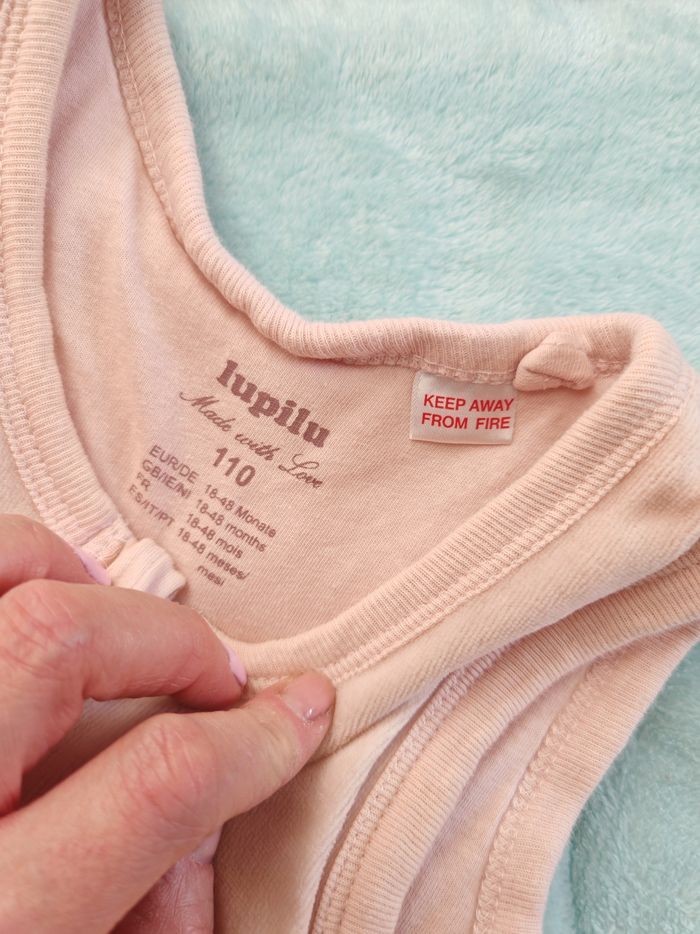 lupilu
Made with Love
110
EUR/DE 18-48 Monate
GB/IE/NI 18-48 months
FR 18-48 mois
ES/IT/PT 18-48 meses/
mesi
KEEP AWAY
FROM FIRE